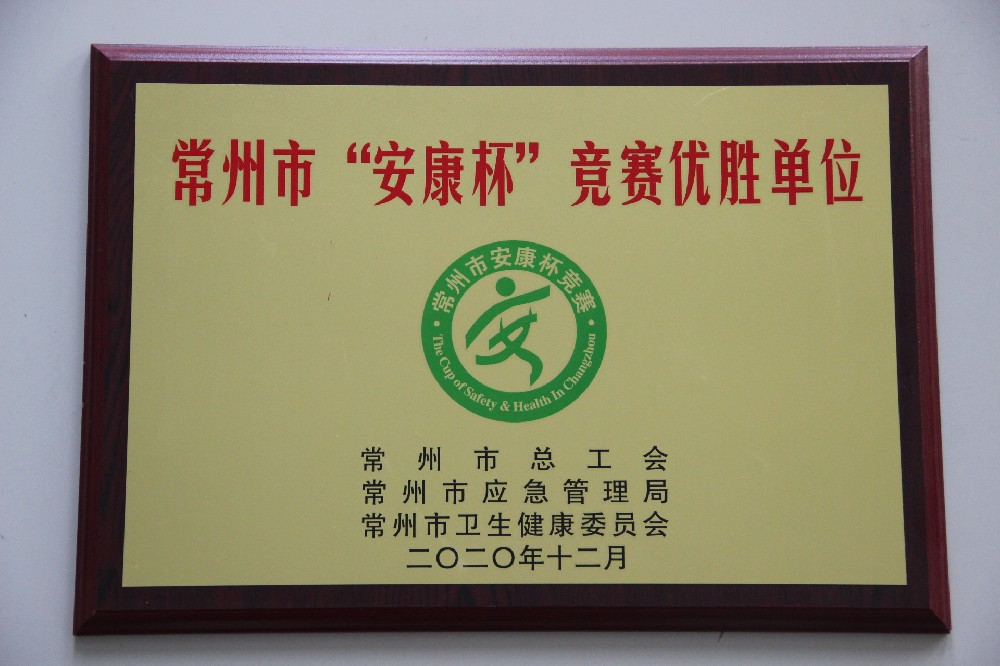 常州市“安康杯”竞赛优胜单位
·常州市安康杯竞赛·
The Cup of Safety & Health In Changzhou
常州市总工会
常州市应急管理局
常州市卫生健康委员会
二〇二〇年十二月